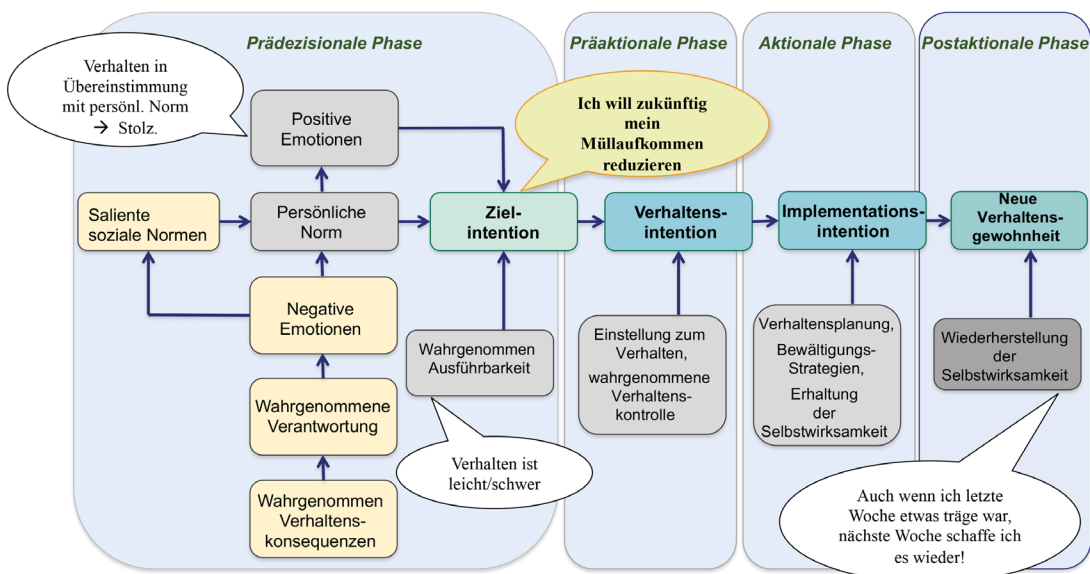 Prädezisionale Phase
Präaktionale Phase
Aktionale Phase
Postaktionale Phase
Verhalten in
Übereinstimmung
mit persönl. Norm
→ Stolz.
Positive
Emotionen
Ich will zukünftig
mein
Müllaufkommen
reduzieren
Saliente
soziale Normen
Persönliche
Norm
Ziel-
intention
Verhaltens-
intention
Implementations-
intention
Neue
Verhaltens-
gewohnheit
Negative
Emotionen
Wahrgenommen
Ausführbarkeit
Einstellung zum
Verhalten,
wahrgenommene
Verhaltens-
kontrolle
Verhaltensplanung,
Bewältigungs-
Strategien,
Erhaltung
der
Selbstwirksamkeit
Wiederherstellung
der
Selbstwirksamkeit
Wahrgenommene
Verantwortung
Verhalten ist
leicht/schwer
Wahrgenommen
Verhaltens-
konsequenzen
Auch wenn ich letzte
Woche etwas träge war,
nächste Woche schaffe ich
es wieder!